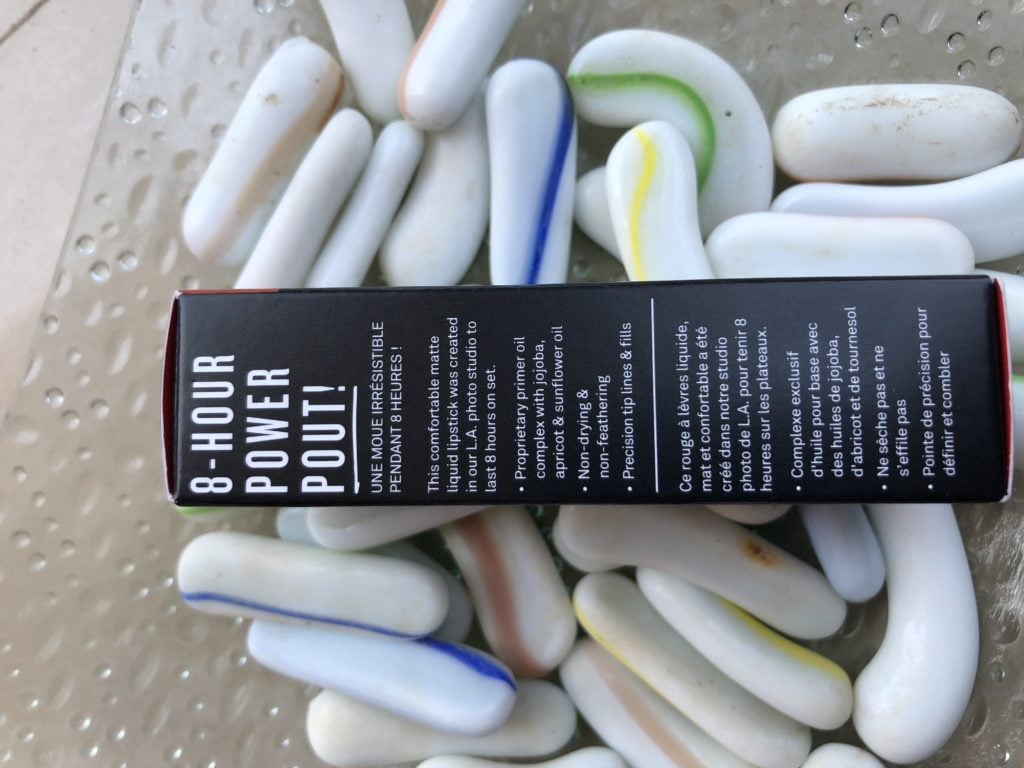 8-HOUR
POWER
POUT!
UNE MOUE IRRÉSISTIBLE
PENDANT 8 HEURES !
This comfortable matte
liquid lipstick was created
in our L.A. photo studio to
last 8 hours on set.
• Proprietary primer oil
complex with jojoba,
apricot & sunflower oil
• Non-drying &
non-feathering
• Precision tip lines & fills
Ce rouge à lèvres liquide,
mat et confortable a été
créé dans notre studio
photo de L.A. pour tenir 8
heures sur les plateaux.
• Complexe exclusif
d'huile pour base avec
des huiles de jojoba,
d'abricot et de tournesol
• Ne sèche pas et ne
s'effile pas
• Pointe de précision pour
définir et combler